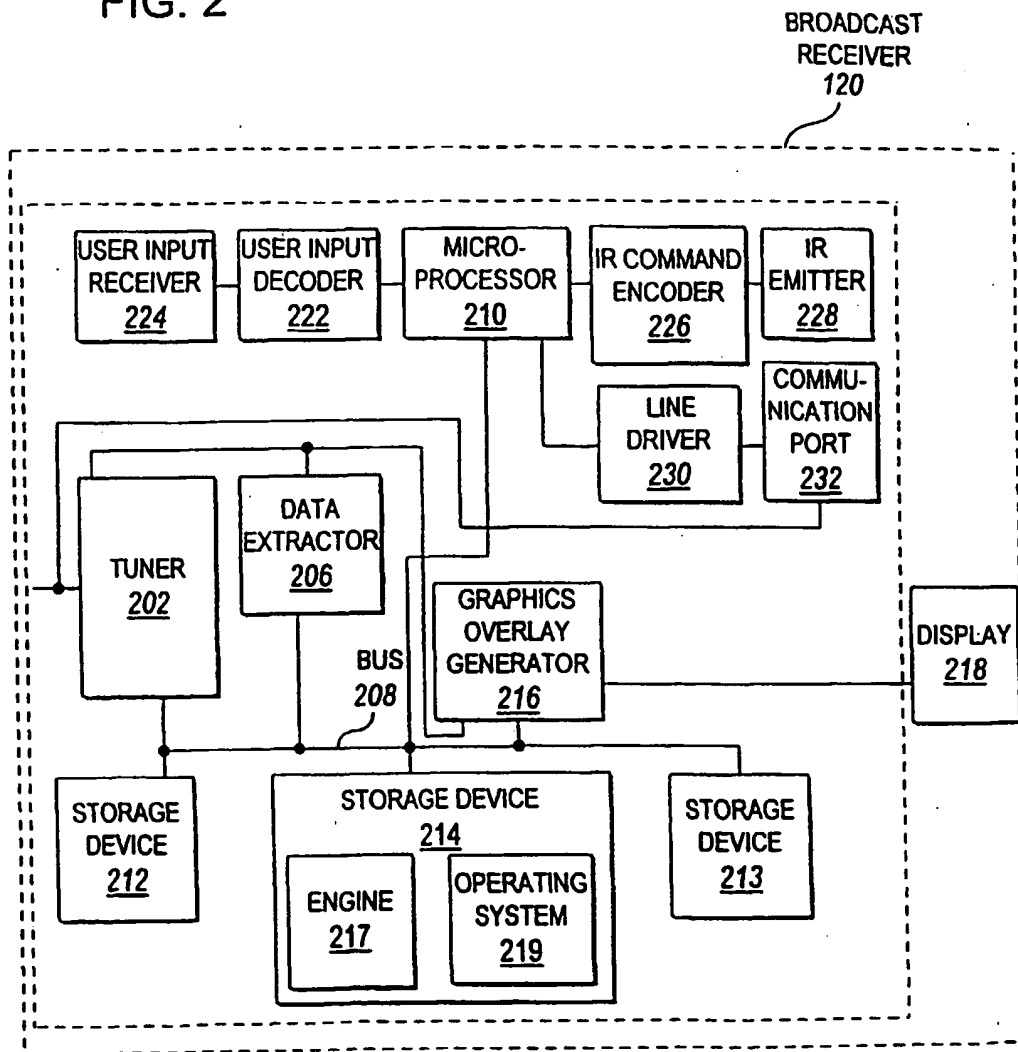 FIG. 2
BROADCAST
RECEIVER
120
USER INPUT
RECEIVER
224
USER INPUT
DECODER
222
MICRO-
PROCESSOR
210
IR COMMAND
ENCODER
226
IR
EMITTER
228
LINE
DRIVER
230
COMMU-
NICATION
PORT
232
TUNER
202
DATA
EXTRACTOR
206
BUS
208
GRAPHICS
OVERLAY
GENERATOR
216
DISPLAY
218
STORAGE
DEVICE
212
STORAGE DEVICE
214
ENGINE
217
OPERATING
SYSTEM
219
STORAGE
DEVICE
213